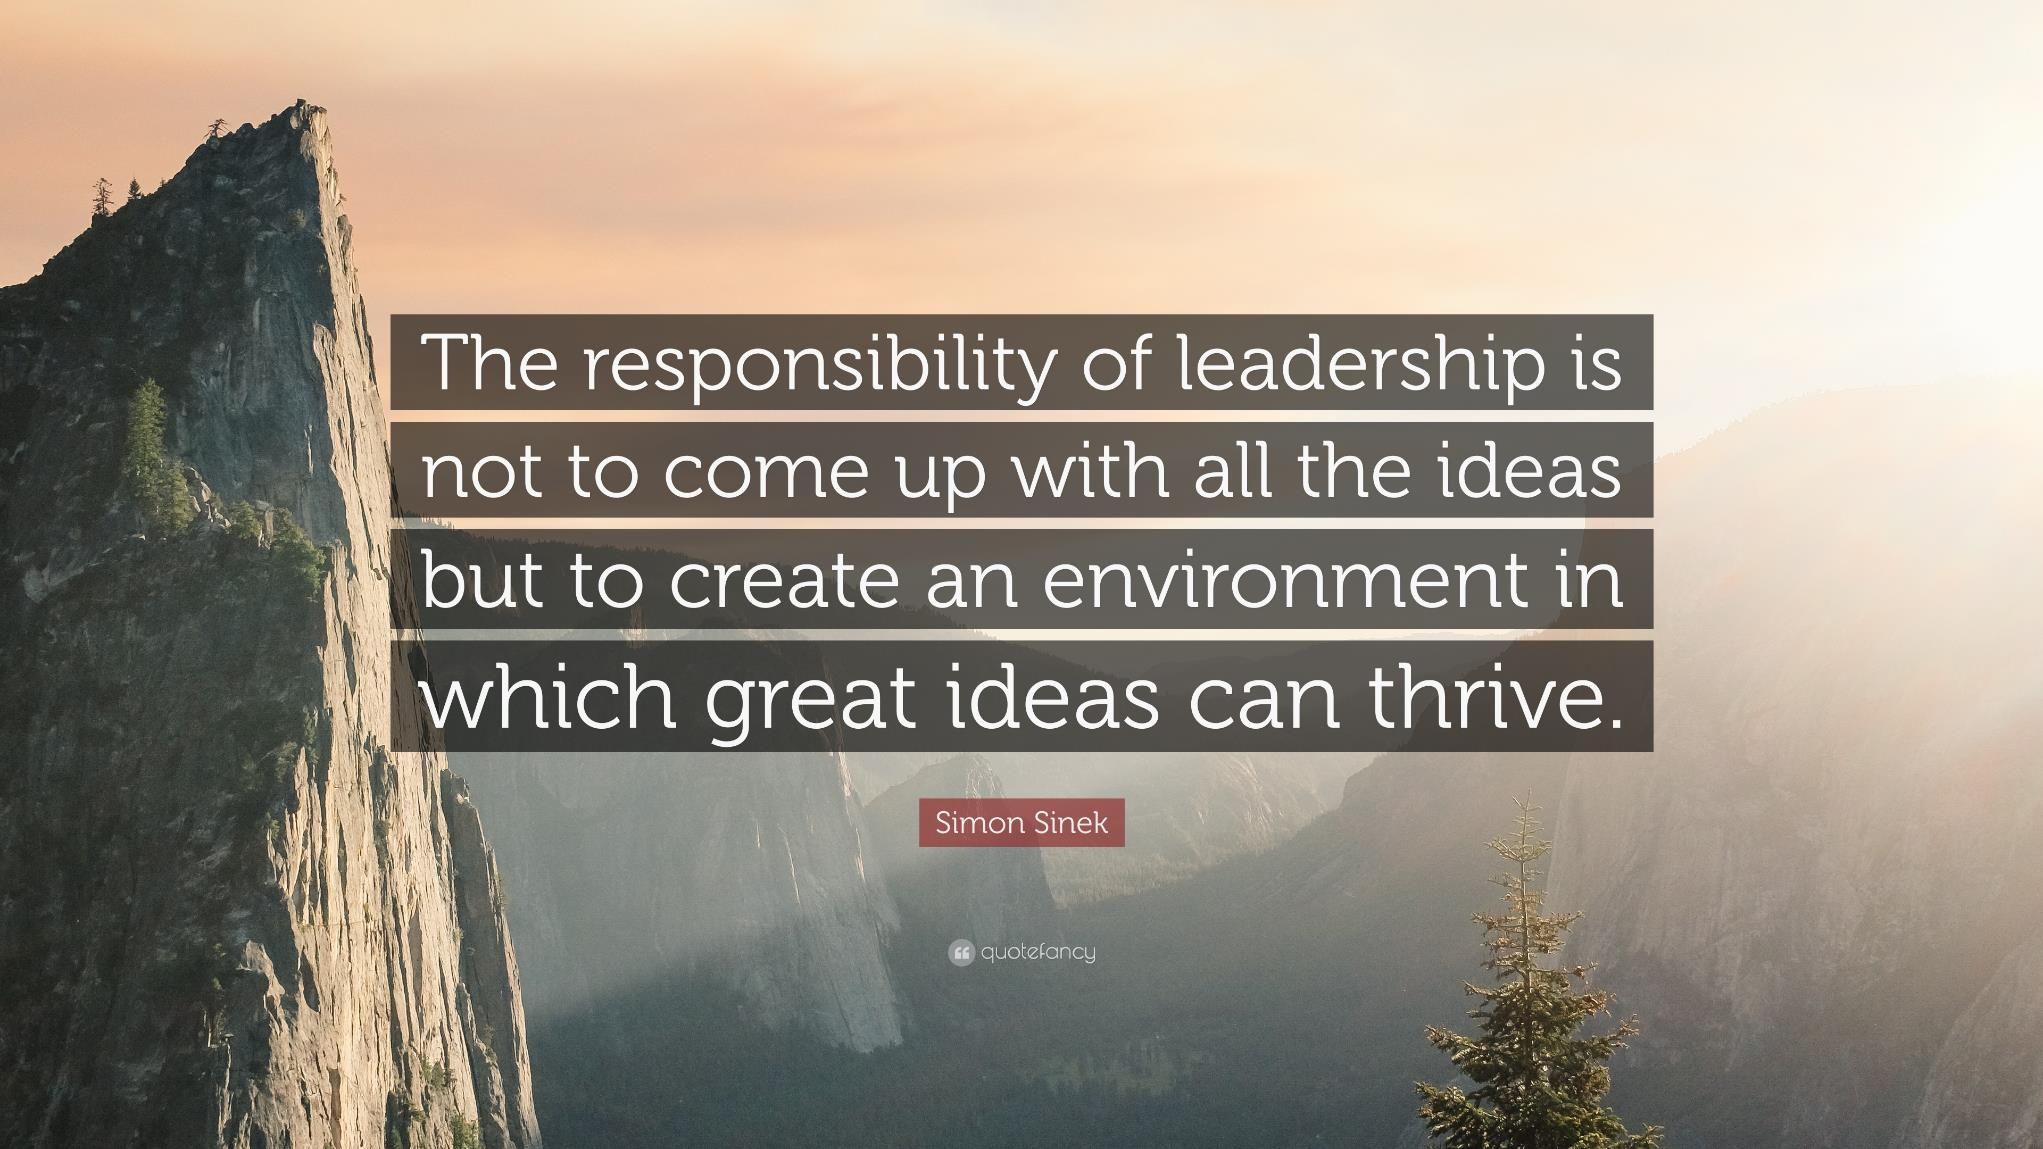 The responsibility of leadership is
not to come up with all the ideas
but to create an environment in
which great ideas can thrive.
Simon Sinek
quotefancy